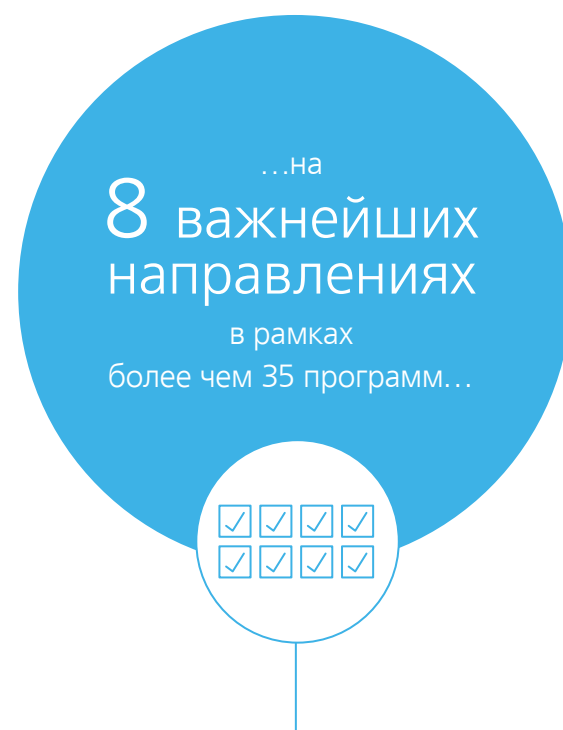 …на
8 важнейших
направлениях
в рамках
более чем 35 программ…